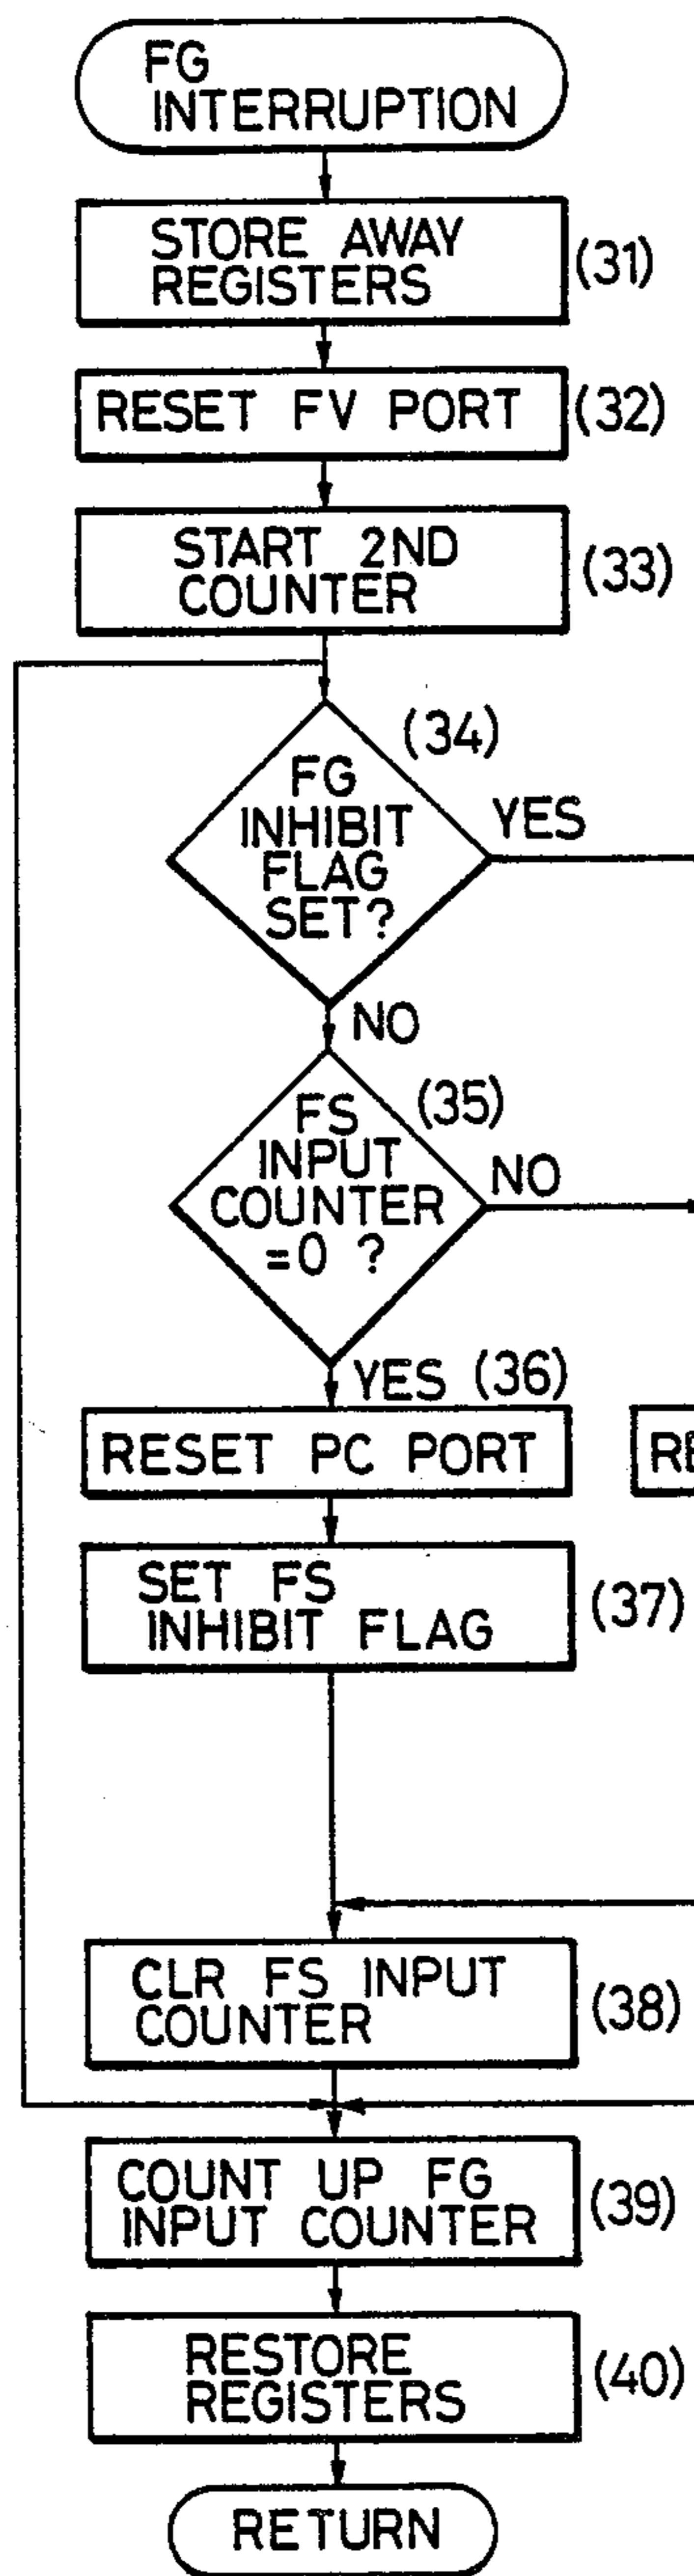 FG
INTERRUPTION
STORE AWAY
REGISTERS
(31)
RESET FV PORT
(32)
START 2ND
COUNTER
(33)
(34)
FG
INHIBIT
FLAG
SET?
YES
NO
(35)
FS
INPUT
COUNTER
=0 ?
NO
YES
(36)
RESET PC PORT
RE
SET FS
INHIBIT FLAG
(37)
CLR FS INPUT
COUNTER
(38)
COUNT UP FG
INPUT COUNTER
(39)
RESTORE
REGISTERS
(40)
RETURN